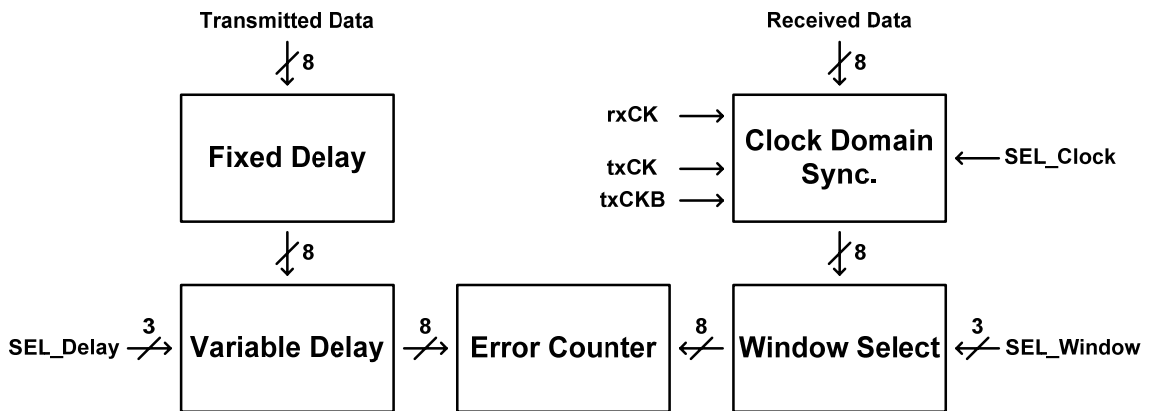 Transmitted Data
Received Data
8
8
Fixed Delay
rxCK
txCK
txCKB
Clock Domain
Sync.
SEL_Clock
8
8
SEL_Delay
3
Variable Delay
8
Error Counter
8
Window Select
3
SEL_Window